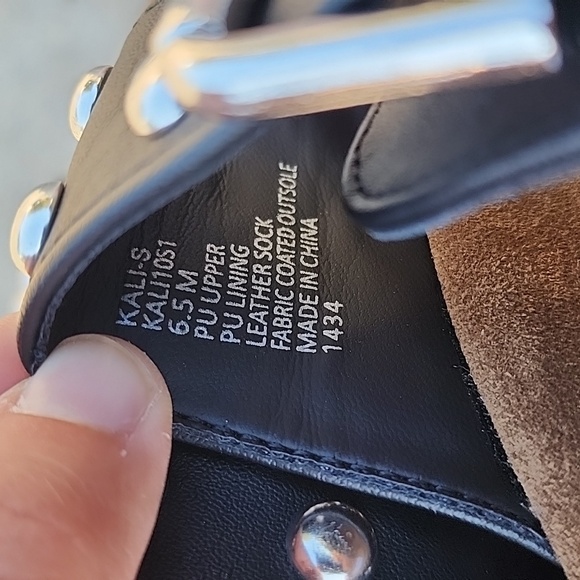 KALI-S
KALI10S1
6.5 M
PU UPPER
PU LINING
LEATHER SOCK
FABRIC COATED OUTSOLE
MADE IN CHINA
1434